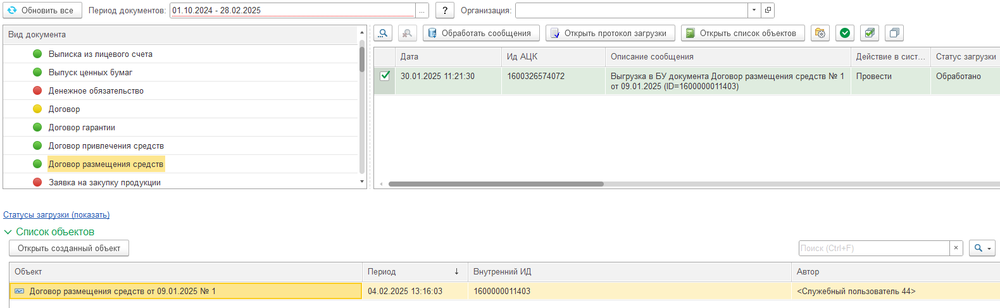 Обновить все
Период документов:
01.10.2024 - 28.02.2025
...
?
Организация:
Вид документа
Выписка из лицевого счета
Выпуск ценных бумаг
Денежное обязательство
Договор
Договор гарантии
Договор привлечения средств
Договор размещения средств
Заявка на закупку продукции
Обработать сообщения
Открыть протокол загрузки
Открыть список объектов
Дата
Ид АЦК
Описание сообщения
Действие в сист...
Статус загрузки
30.01.2025 11:21:30
1600326574072
Выгрузка в БУ документа Договор размещения средств № 1
от 09.01.2025 (ID=1600000011403)
Провести
Обработано
Статусы загрузки (показать)
Список объектов
Открыть созданный объект
Поиск (Ctrl+F)
×
Объект
Период
↓
Внутренний ИД
Автор
Договор размещения средств от 09.01.2025 № 1
04.02.2025 13:16:03
1600000011403
<Служебный пользователь 44>